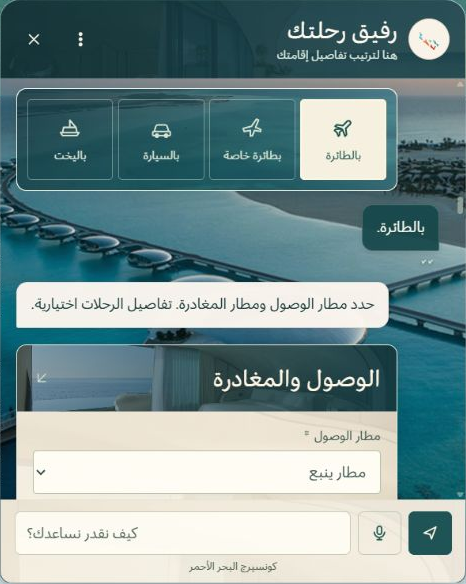 رفيق رحلتك
هنا لترتيب تفاصيل إقامتك
بالطائرة
بطائرة خاصة
بالسيارة
باليخت
بالطائرة.
حدد مطار الوصول ومطار المغادرة. تفاصيل الرحلات اختيارية.
الوصول والمغادرة
مطار الوصول *
مطار ينبع
كيف نقدر نساعدك؟
كونسيرج البحر الأحمر